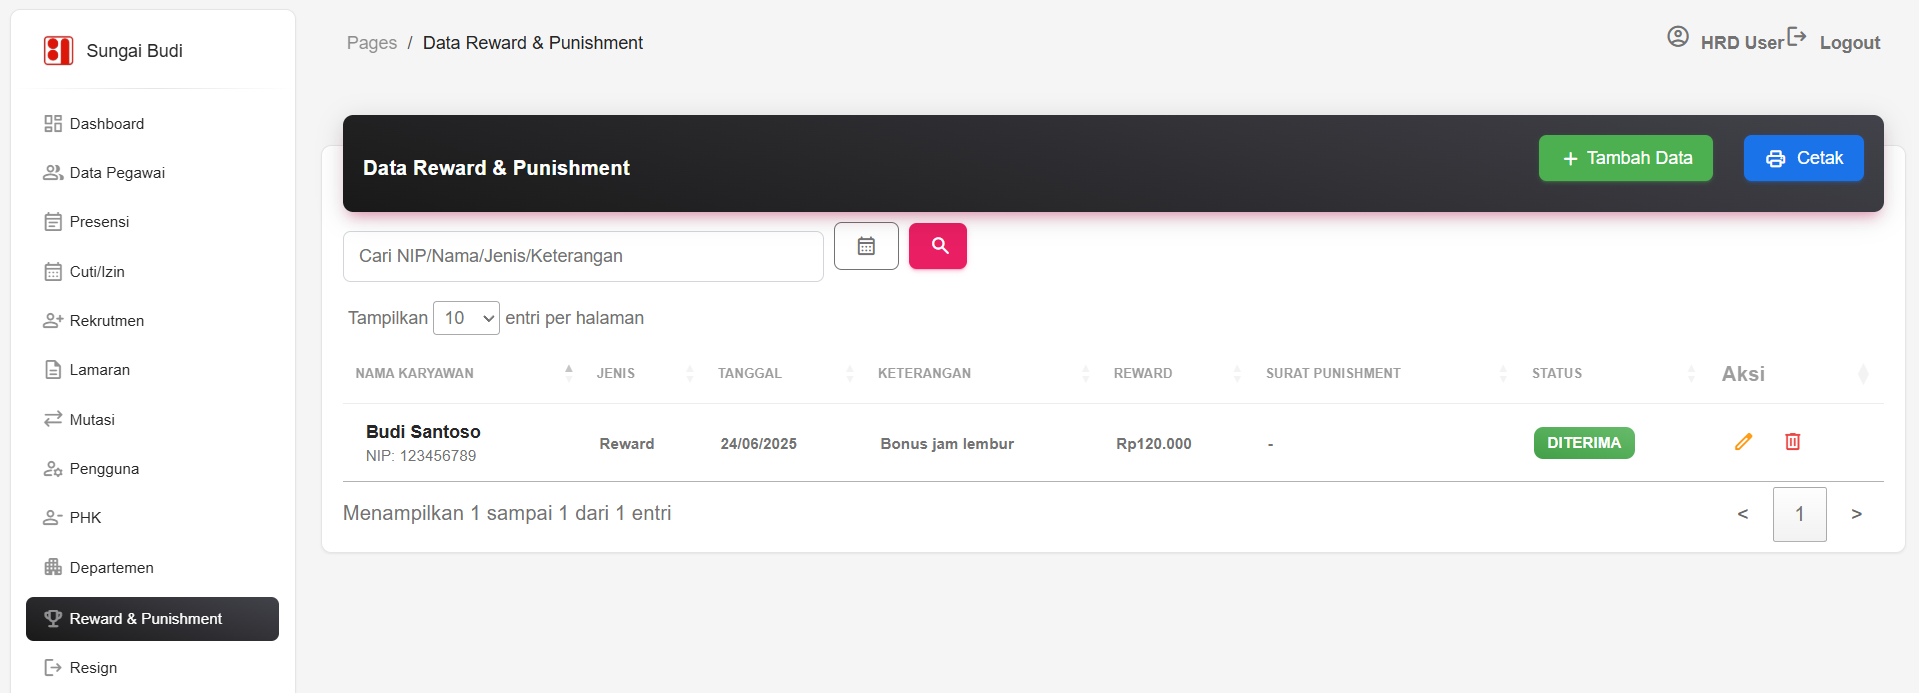 Sungai Budi
Dashboard
Data Pegawai
Presensi
Cuti/Izin
Rekrutmen
Lamaran
Mutasi
Pengguna
PHK
Departemen
Reward & Punishment
Resign
Pages / Data Reward & Punishment
HRD User Logout
Data Reward & Punishment
+ Tambah Data
Cetak
Cari NIP/Nama/Jenis/Keterangan
Tampilkan 10 entri per halaman
NAMA KARYAWAN JENIS TANGGAL KETERANGAN REWARD SURAT PUNISHMENT STATUS Aksi
Budi Santoso
NIP: 123456789
Reward 24/06/2025 Bonus jam lembur Rp120.000 - DITERIMA
Menampilkan 1 sampai 1 dari 1 entri
< 1 >